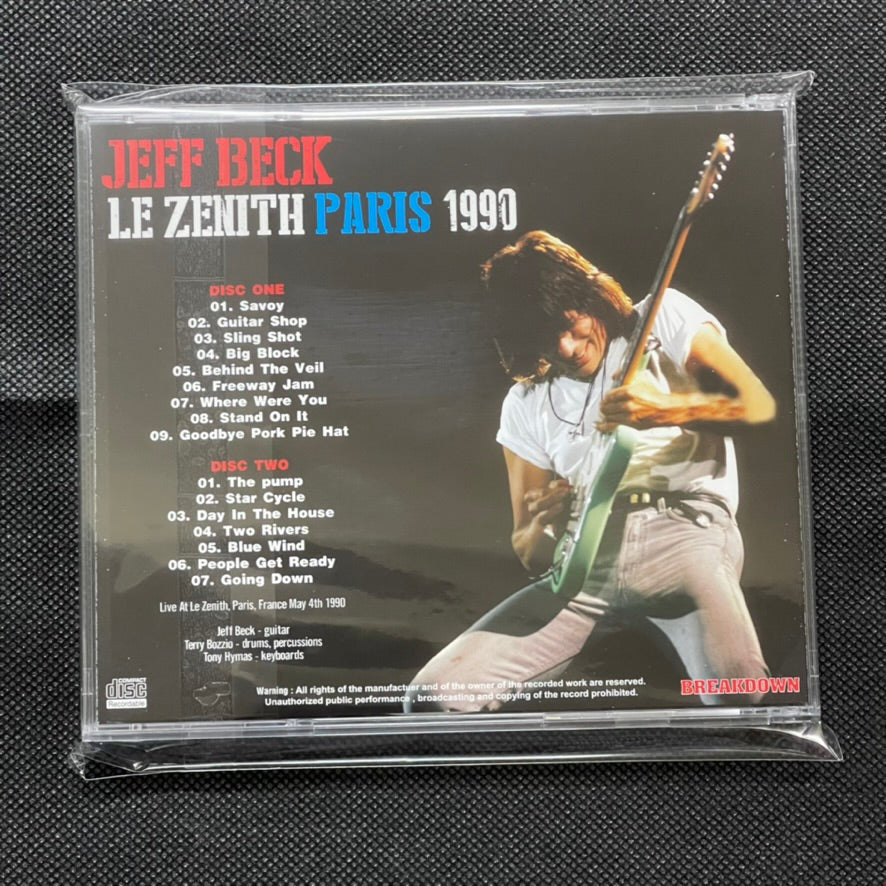 JEFF BECK
LE ZENITH PARIS 1990
DISC ONE
01. Savoy
02. Guitar Shop
03. Sling Shot
04. Big Block
05. Behind The Veil
06. Freeway Jam
07. Where Were You
08. Stand On It
09. Goodbye Pork Pie Hat
DISC TWO
01. The pump
02. Star Cycle
03. Day In The House
04. Two Rivers
05. Blue Wind
06. People Get Ready
07. Going Down
Live At Le Zenith, Paris, France May 4th 1990
Jeff Beck - guitar
Terry Bozzio - drums, percussions
Tony Hymas - keyboards
COMPACT
disc
Recordable
Warning : All rights of the manufactuer and of the owner of the recorded work are reserved.
Unauthorized public performance , broadcasting and copying of the record prohibited.
BREAKDOWN